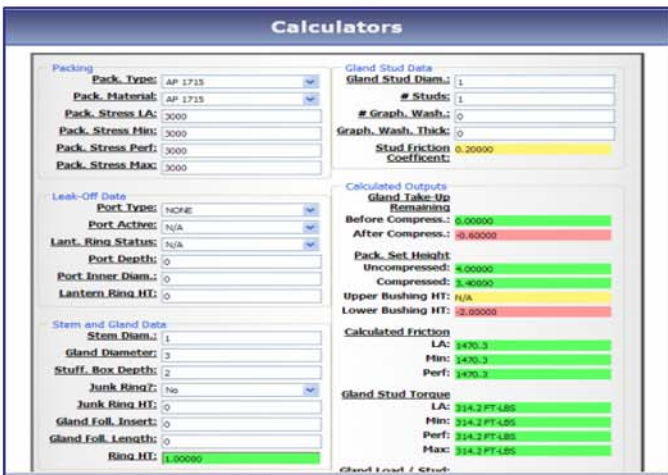 Calculators
Packing
Pack. Type: AP 1715
Pack. Material: AP 1715
Pack. Stress LA: 3000
Pack. Stress Min: 3000
Pack. Stress Perf: 3000
Pack. Stress Max: 3000
Leak-Off Data
Port Type: NONE
Port Active: N/A
Lant. Ring Status: N/A
Port Depth: 0
Port Inner Diam.: 0
Lantern Ring HT: 0
Stem and Gland Data
Stem Diam.: 1
Gland Diameter: 3
Stuff. Box Depth: 2
Junk Ring?: No
Junk Ring HT: 0
Gland Foll. Insert: 0
Gland Foll. Length: 0
Ring HT: 1.00000
Gland Stud Data
Gland Stud Diam.: 1
# Studs: 1
# Graph. Wash.: 0
Graph. Wash. Thick: 0
Stud Friction 0.20000
Coefficent:
Calculated Outputs
Gland Take-Up
Remaining
Before Compress.: 0.00000
After Compress.: -0.60000
Pack. Set Height
Uncompressed: 4.00000
Compressed: 3.40000
Upper Bushing HT: N/A
Lower Bushing HT: -2.00000
Calculated Friction
LA: 1470.3
Min: 1470.3
Perf: 1470.3
Gland Stud Torque
LA: 314.2 FT-LBS
Min: 314.2 FT-LBS
Perf: 314.2 FT-LBS
Max: 314.2 FT-LBS
Gland Load / Stud: